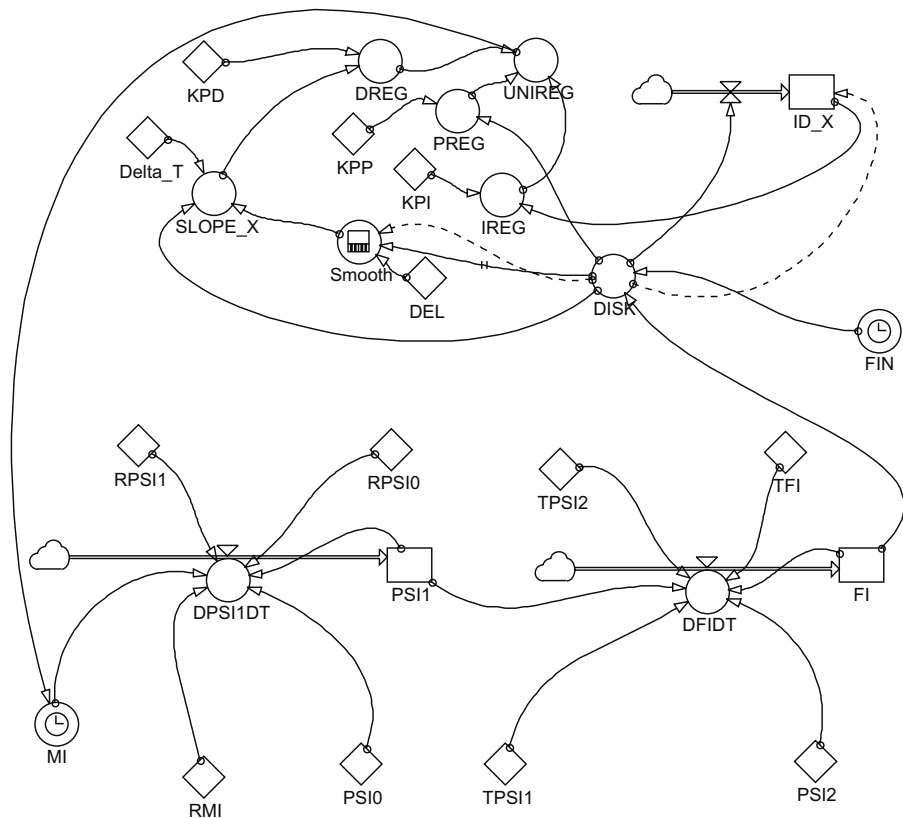 KPD
DREG
UNIREG
ID_X
KPP
PREG
Delta_T
KPI
IREG
SLOPE_X
Smooth
DEL
DISK
FIN
RPSI1
RPSI0
TPSI2
TFI
DPSI1DT
PSI1
DFIDT
FI
MI
RMI
PSI0
TPSI1
PSI2